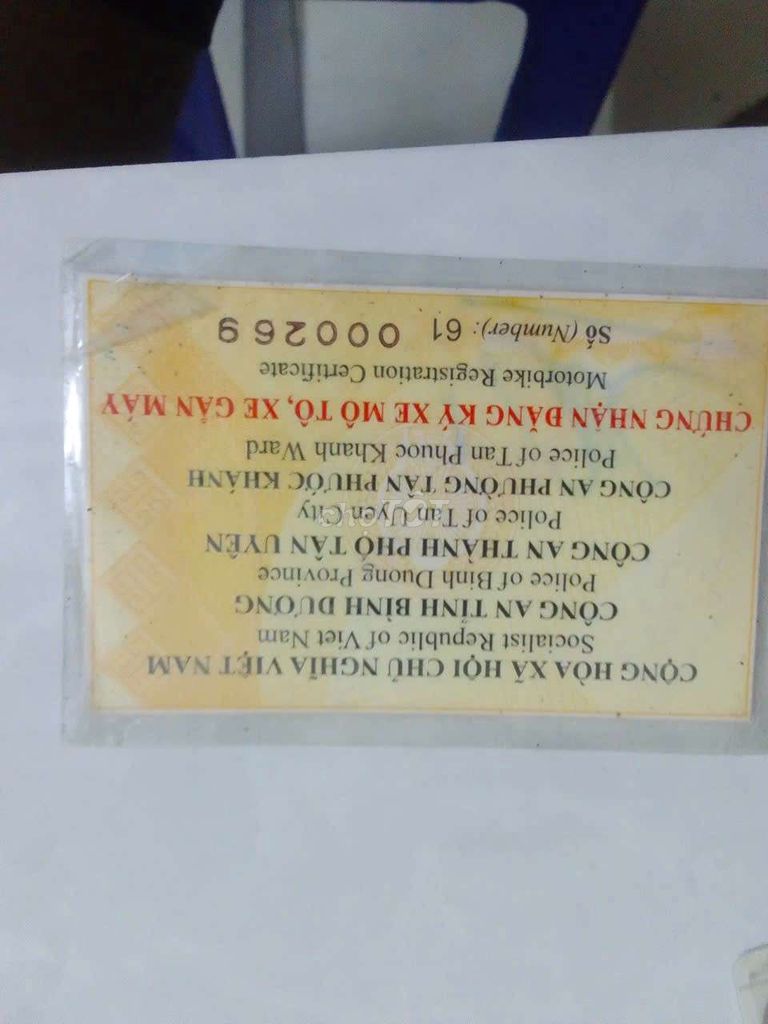 CỘNG HÒA XÃ HỘI CHỦ NGHĨA VIỆT NAM
Socialist Republic of Viet Nam
CÔNG AN TỈNH BÌNH DƯƠNG
Police of Binh Duong Province
CÔNG AN THÀNH PHỐ TÂN UYÊN
Police of Tan Uyen City
CÔNG AN PHƯỜNG TÂN PHƯỚC KHÁNH
Police of Tan Phuoc Khanh Ward
CHỨNG NHẬN ĐĂNG KÝ XE MÔ TÔ, XE GẮN MÁY
Motorbike Registration Certificate
Số (Number): 61 000269
choTOT